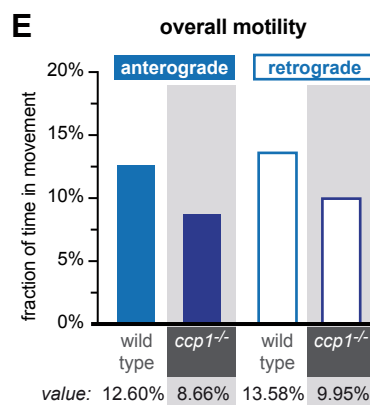 E
overall motility
anterograde retrograde
fraction of time in movement
20%
15%
10%
5%
0%
wild type ccp1-/- wild type ccp1-/-
value: 12.60% 8.66% 13.58% 9.95%